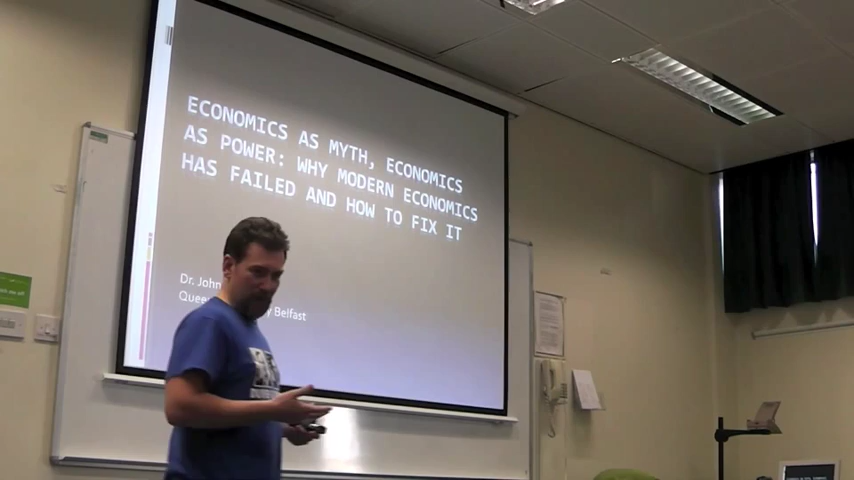 ECONOMICS AS MYTH, ECONOMICS
AS POWER: WHY MODERN ECONOMICS
HAS FAILED AND HOW TO FIX IT
Dr. John
Belfast